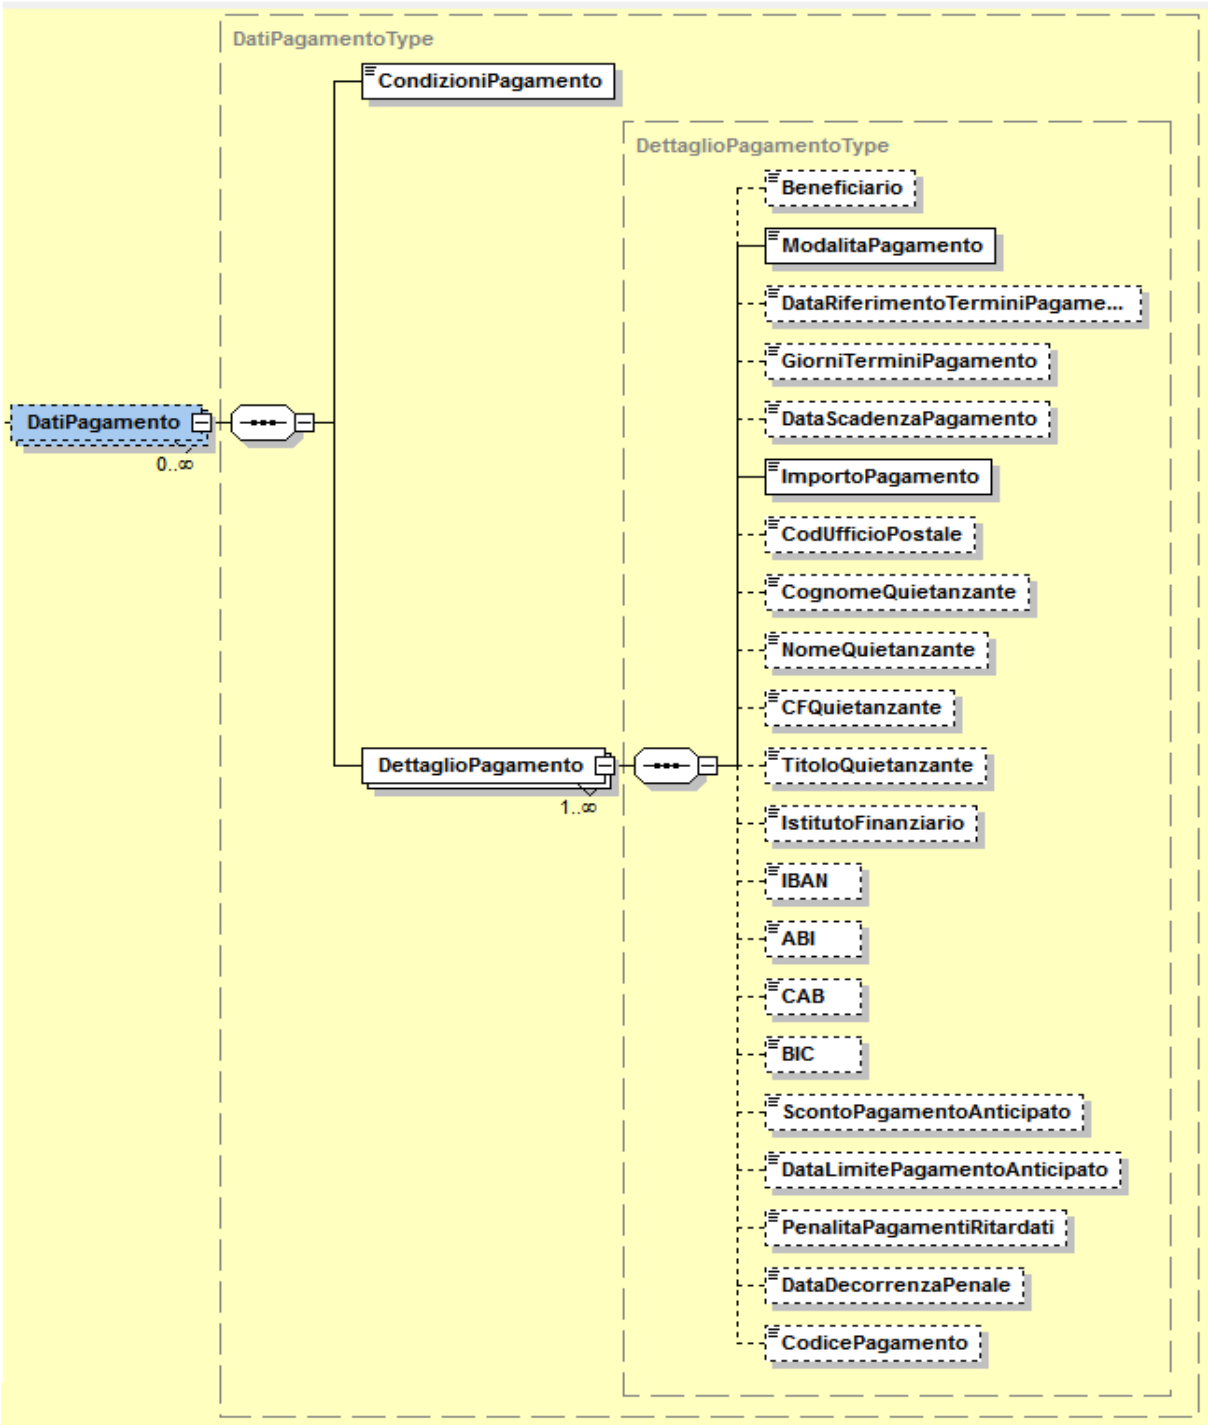 DatiPagamentoType
CondizioniPagamento
DettaglioPagamentoType
Beneficiario
ModalitaPagamento
DataRiferimentoTerminiPagame...
GiorniTerminiPagamento
DataScadenzaPagamento
DatiPagamento
0..∞
ImportoPagamento
CodUfficioPostale
CognomeQuietanzante
NomeQuietanzante
CFQuietanzante
DettaglioPagamento
1..∞
TitoloQuietanzante
IstitutoFinanziario
IBAN
ABI
CAB
BIC
ScontoPagamentoAnticipato
DataLimitePagamentoAnticipato
PenalitaPagamentiRitardati
DataDecorrenzaPenale
CodicePagamento